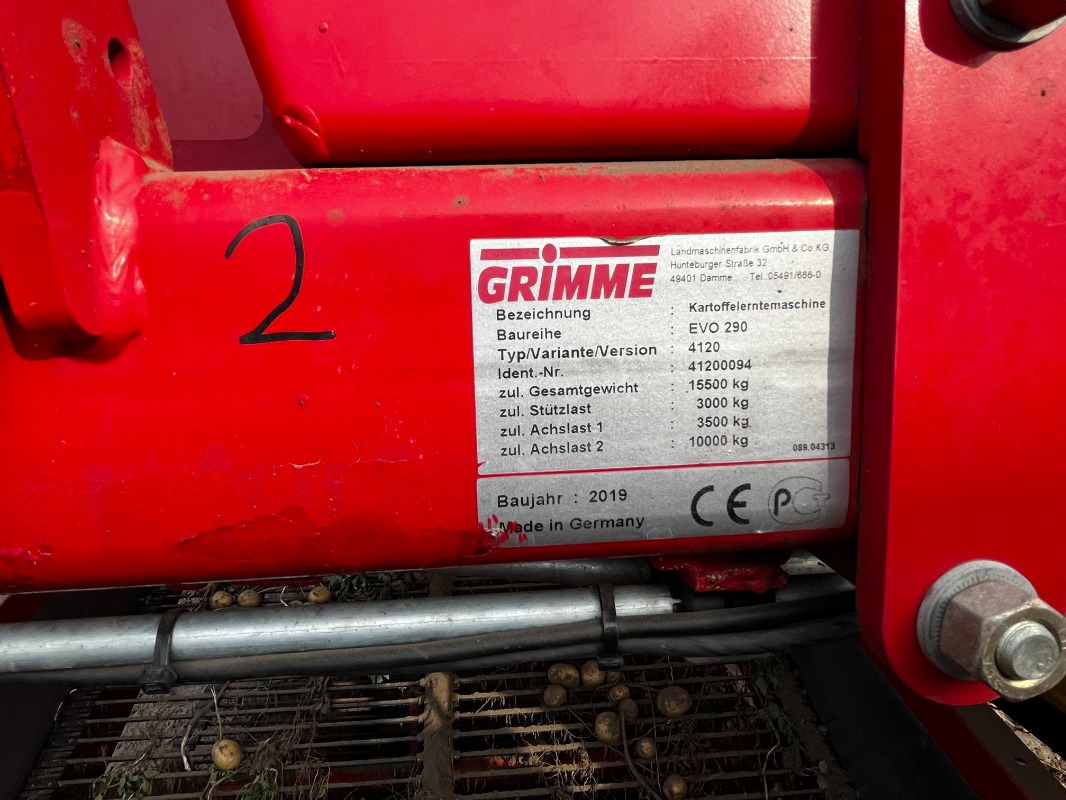 2
GRIMME
Landmaschinenfabrik GmbH & Co KG
Hunteburger Straße 32
49401 Damme Tel. 05491/666-0
Bezeichnung : Kartoffelerntemaschine
Baureihe : EVO 290
Typ/Variante/Version : 4120
Ident.-Nr. : 41200094
zul. Gesamtgewicht : 15500 kg
zul. Stützlast : 3000 kg
zul. Achslast 1 : 3500 kg
zul. Achslast 2 : 10000 kg
089.04313
Baujahr : 2019
Made in Germany
CE